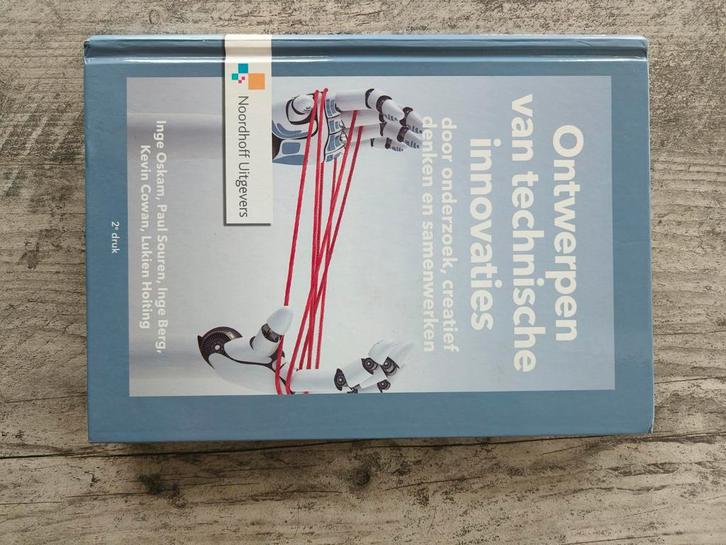 Ontwerpen
van technische
innovaties
door onderzoek, creatief
denken en samenwerken
Noordhoff Uitgevers
Inge Oskam, Paul Souren, Inge Berg,
Kevin Cowan, Lukien Hoiting
2e druk